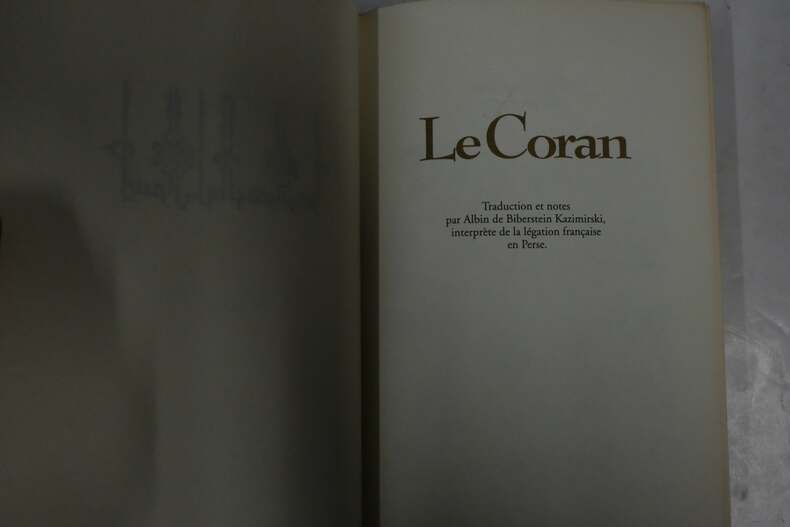 Le Coran
Traduction et notes
par Albin de Biberstein Kazimirski,
interprète de la légation française
en Perse.